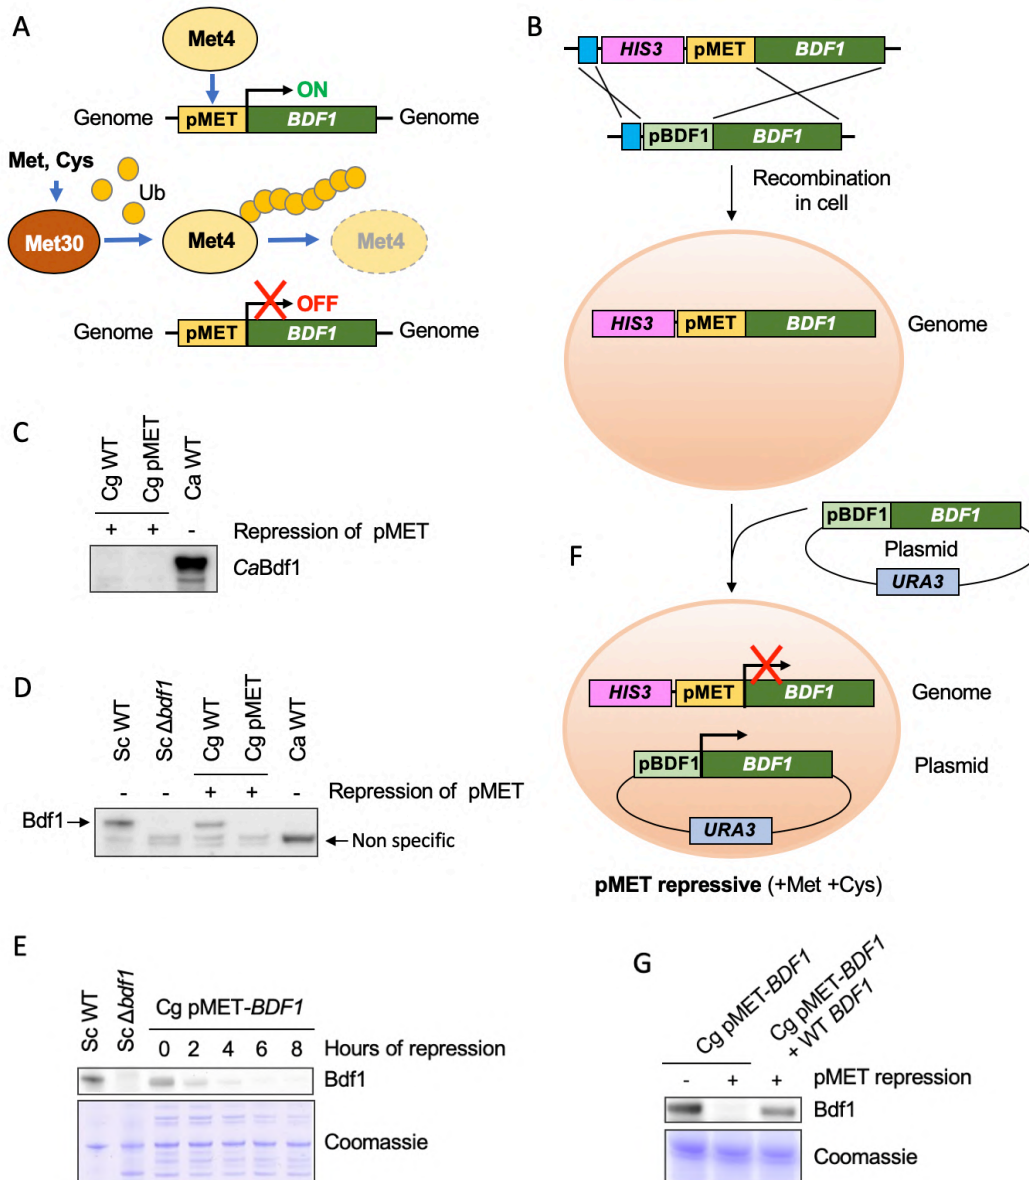 A
Met4
ON
Genome
pMET
BDF1
Genome
Met, Cys
Ub
Met30
Met4
Met4
OFF
Genome
pMET
BDF1
Genome
B
HIS3
pMET
BDF1
pBDF1
BDF1
Recombination
in cell
HIS3
pMET
BDF1
Genome
C
Cg WT
Cg pMET
Ca WT
+ + - Repression of pMET
CaBdf1
D
Sc WT
Sc Δbdf1
Cg WT
Cg pMET
Ca WT
- - + + - Repression of pMET
Bdf1
Non specific
E
Sc WT
Sc Δbdf1
Cg pMET-BDF1
0 2 4 6 8 Hours of repression
Bdf1
Coomassie
F
pBDF1
BDF1
Plasmid
URA3
HIS3
pMET
BDF1
Genome
pBDF1
BDF1
Plasmid
URA3
pMET repressive (+Met +Cys)
G
Cg pMET-BDF1
Cg pMET-BDF1
+ WT BDF1
- + + pMET repression
Bdf1
Coomassie